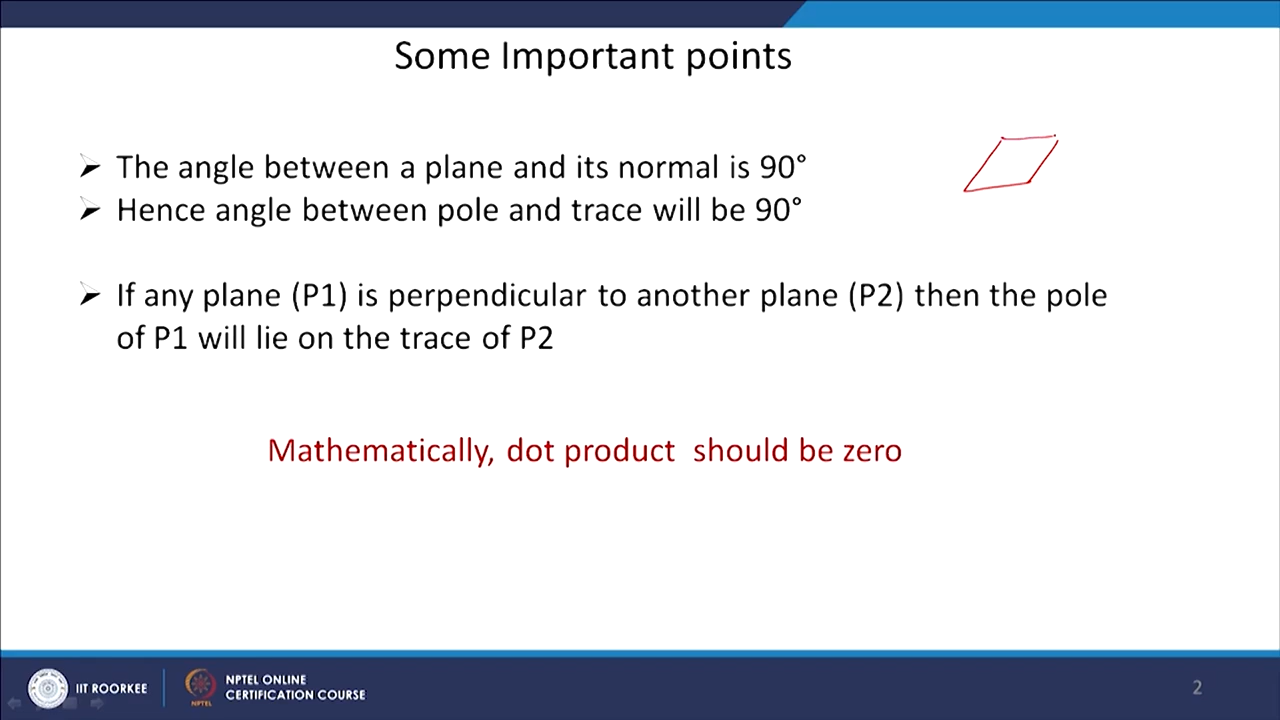 Some Important points
The angle between a plane and its normal is 90°
Hence angle between pole and trace will be 90°
If any plane (P1) is perpendicular to another plane (P2) then the pole
of P1 will lie on the trace of P2
Mathematically, dot product should be zero
IIT ROORKEE
NPTEL
NPTEL ONLINE
CERTIFICATION COURSE
2